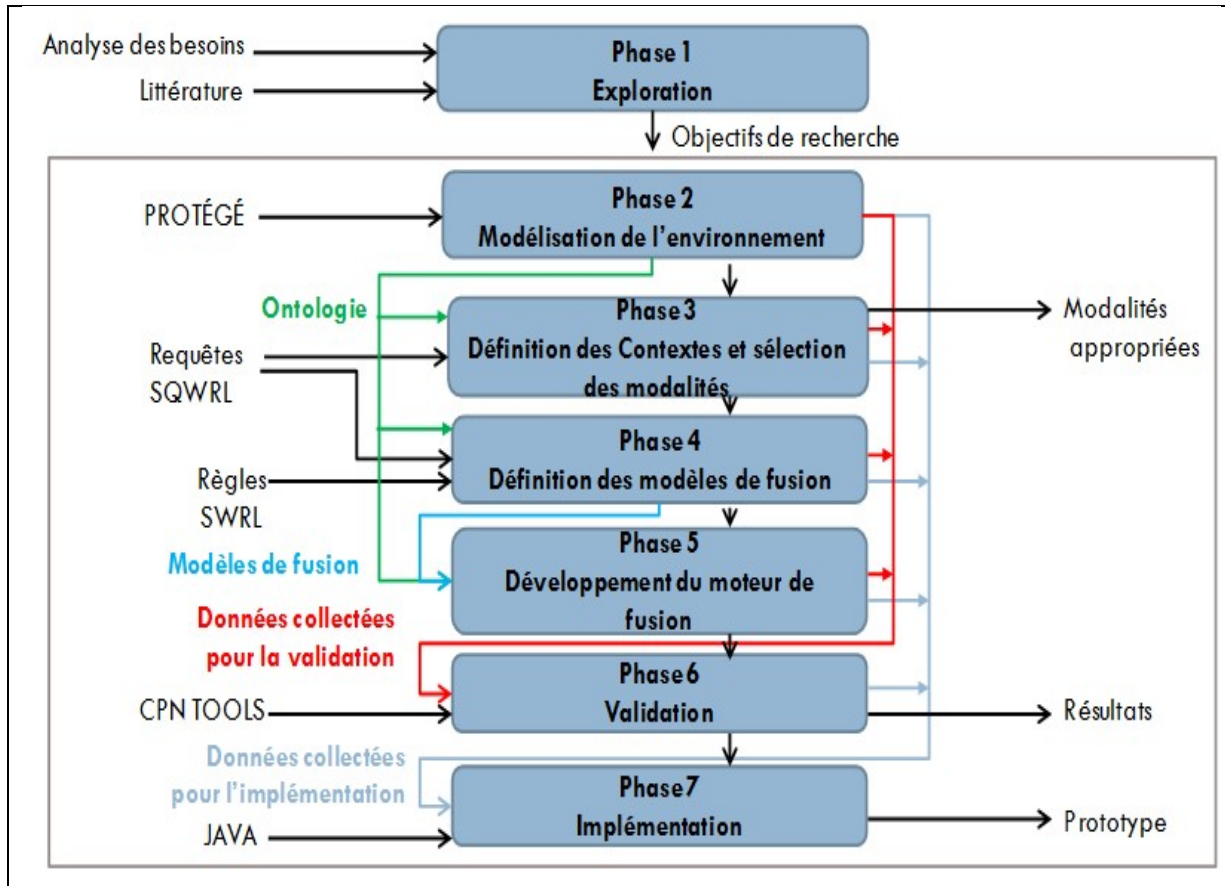 Analyse des besoins
Littérature
Phase 1
Exploration
Objectifs de recherche
PROTÉGÉ
Phase 2
Modélisation de l'environnement
Ontologie
Requêtes
SQWRL
Phase 3
Définition des Contextes et sélection
des modalités
Modalités
appropriées
Règles
SWRL
Phase 4
Définition des modèles de fusion
Modèles de fusion
Phase 5
Développement du moteur de
fusion
Données collectées
pour la validation
CPN TOOLS
Phase 6
Validation
Résultats
Données collectées
pour l'implémentation
JAVA
Phase 7
Implémentation
Prototype